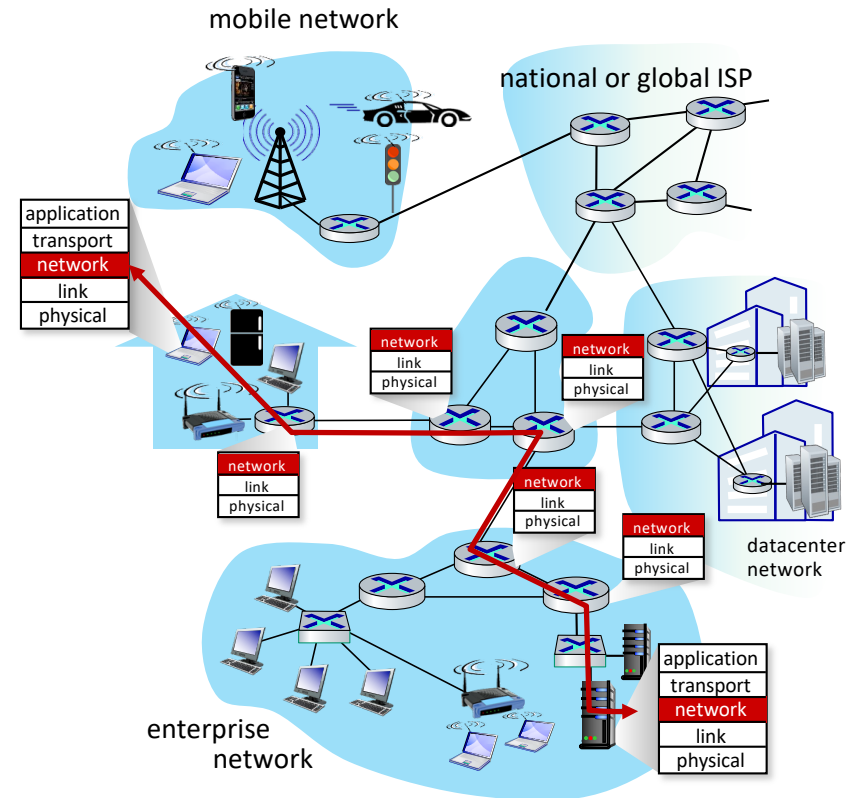 mobile network
national or global ISP
application
transport
network
link
physical
network
link
physical
network
link
physical
network
link
physical
network
link
physical
network
link
physical
datacenter
network
application
transport
network
link
physical
enterprise
network